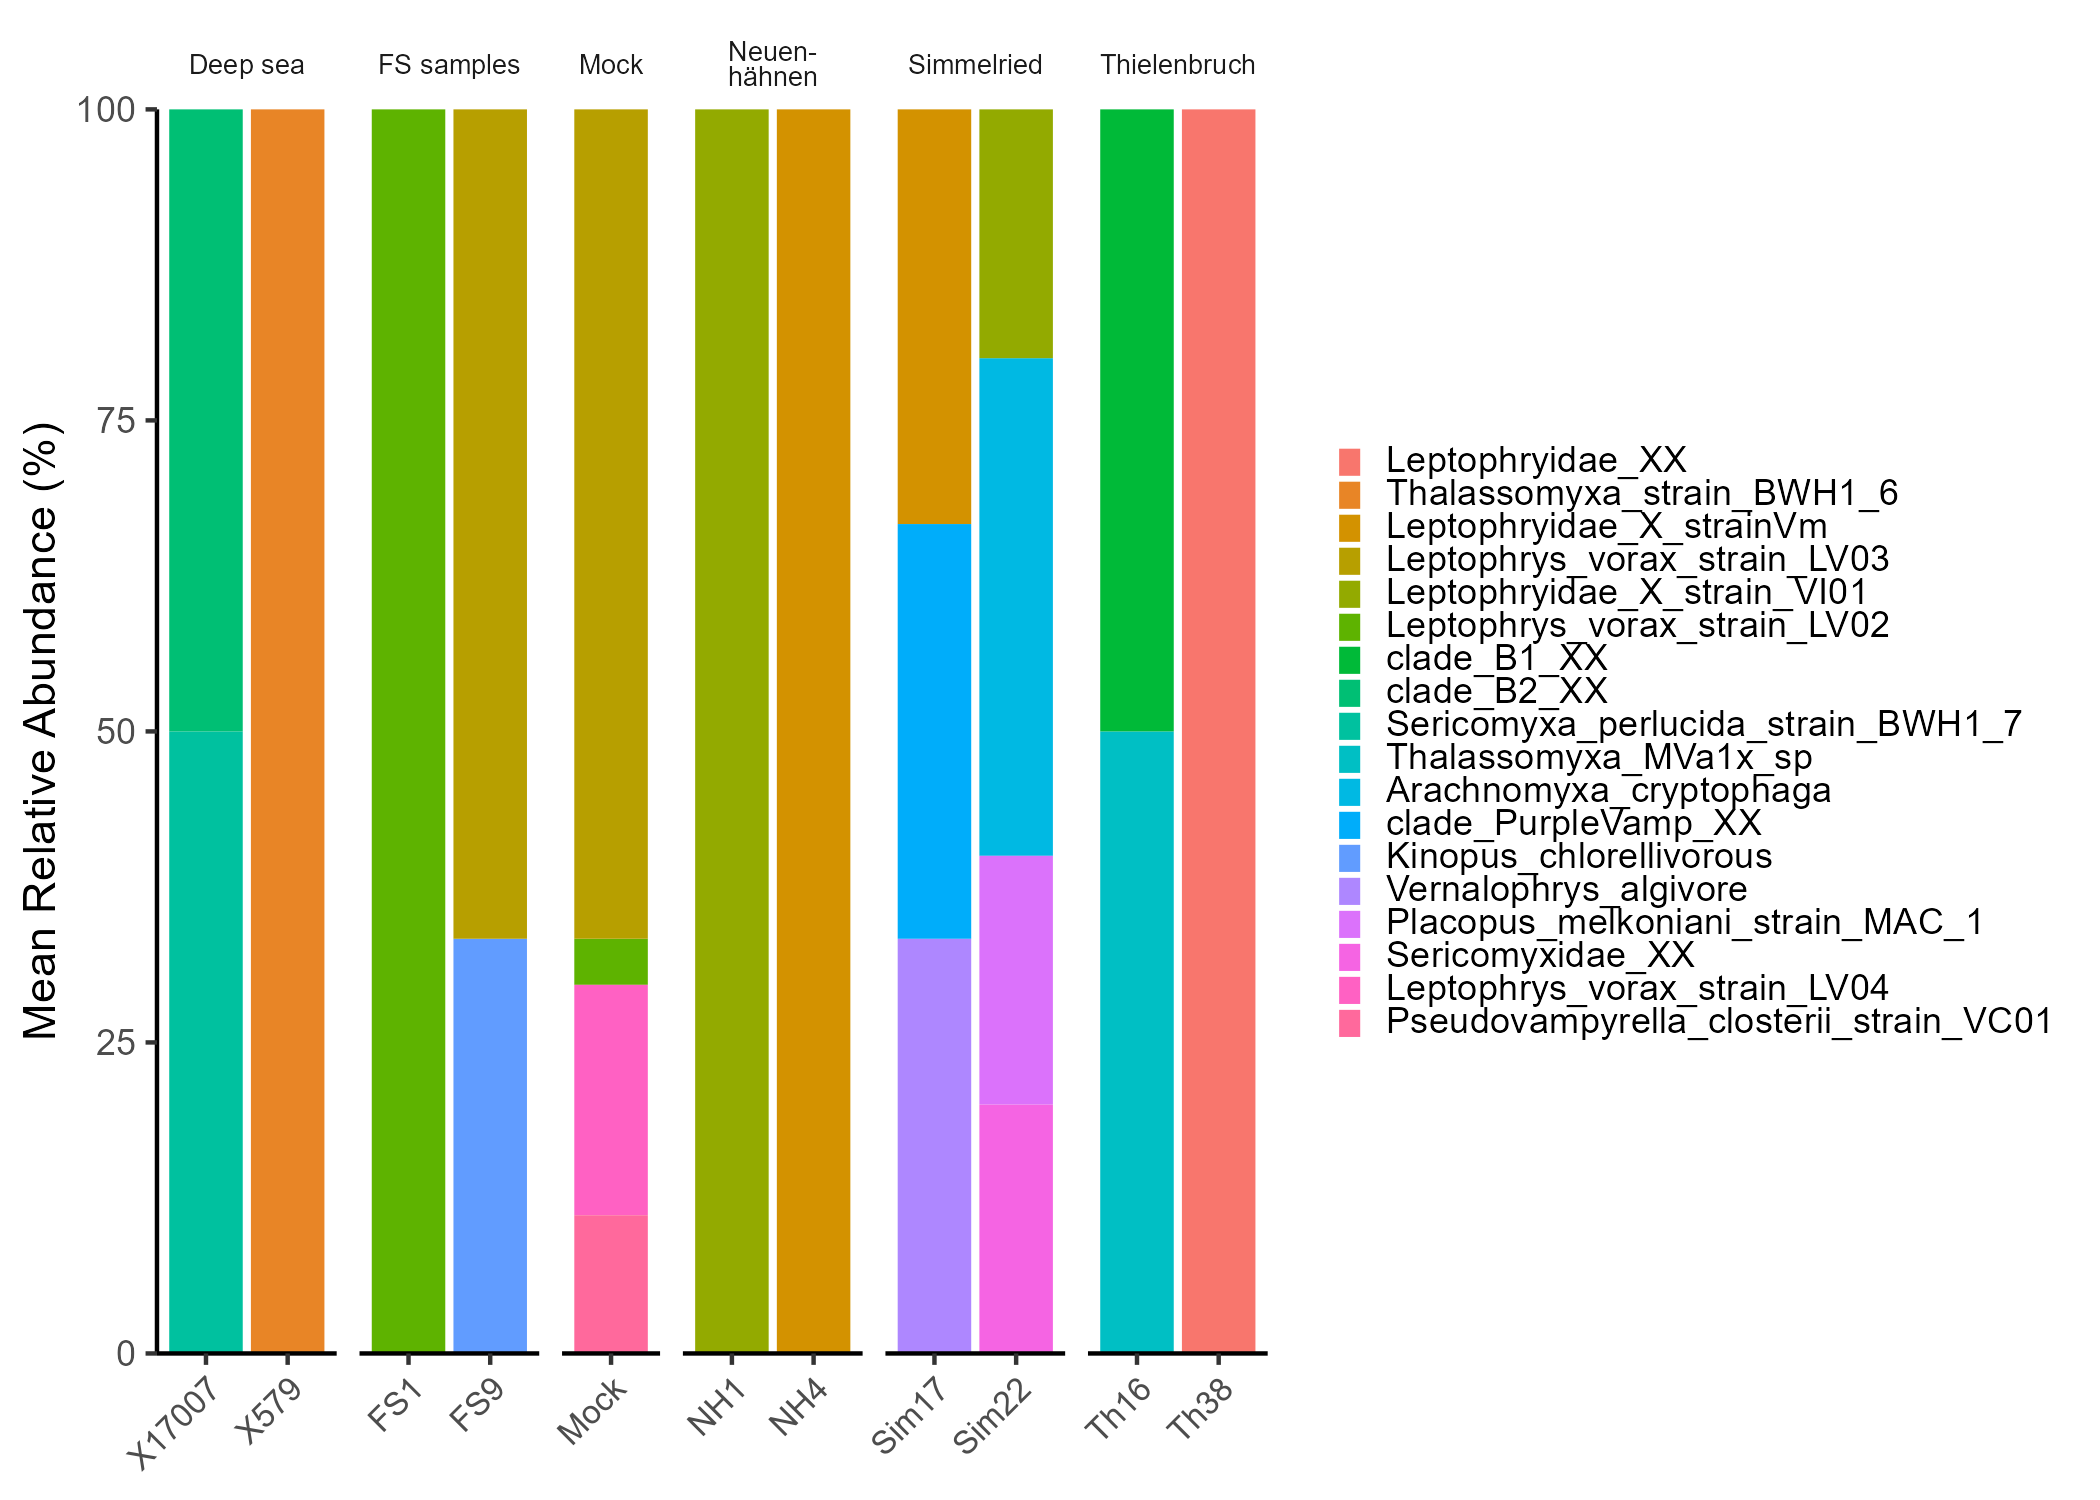 Deep sea
FS samples
Mock
Neuen-
hähnen
Simmelried
Thielenbruch
Mean Relative Abundance (%)
100
75
50
25
0
X17007
X579
FS1
FS9
Mock
NH1
NH4
Sim17
Sim22
Th16
Th38
Leptophryidae_XX
Thalassomyxa_strain_BWH1_6
Leptophryidae_X_strainVm
Leptophrys_vorax_strain_LV03
Leptophryidae_X_strain_VI01
Leptophrys_vorax_strain_LV02
clade_B1_XX
clade_B2_XX
Sericomyxa_perlucida_strain_BWH1_7
Thalassomyxa_MVa1x_sp
Arachnomyxa_cryptophaga
clade_PurpleVamp_XX
Kinopus_chlorellivorous
Vernalophrys_algivore
Placopus_melkoniani_strain_MAC_1
Sericomyxidae_XX
Leptophrys_vorax_strain_LV04
Pseudovampyrella_closterii_strain_VC01